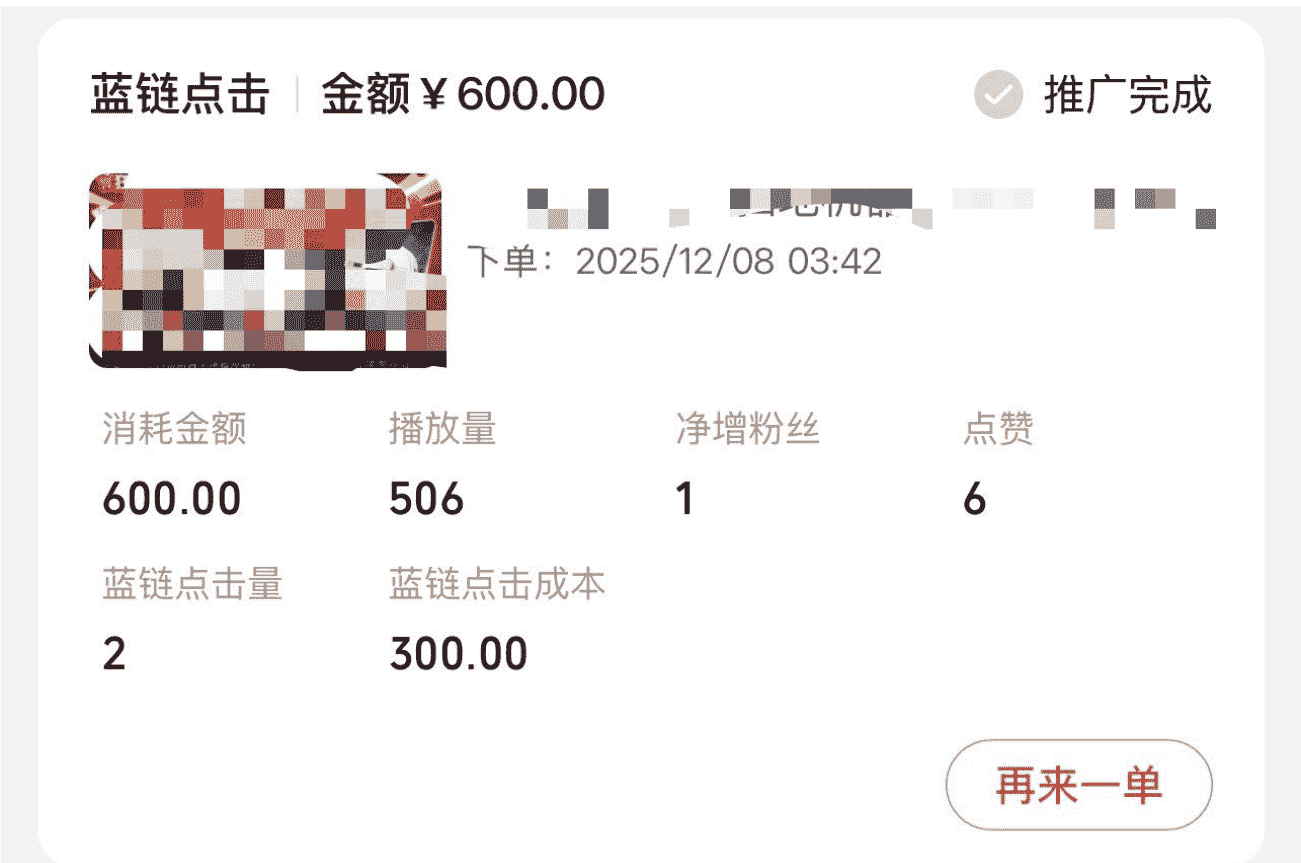 蓝链点击 | 金额¥600.00 推广完成
下单：2025/12/08 03:42
消耗金额 播放量 净增粉丝 点赞
600.00 506 1 6
蓝链点击量 蓝链点击成本
2 300.00
再来一单